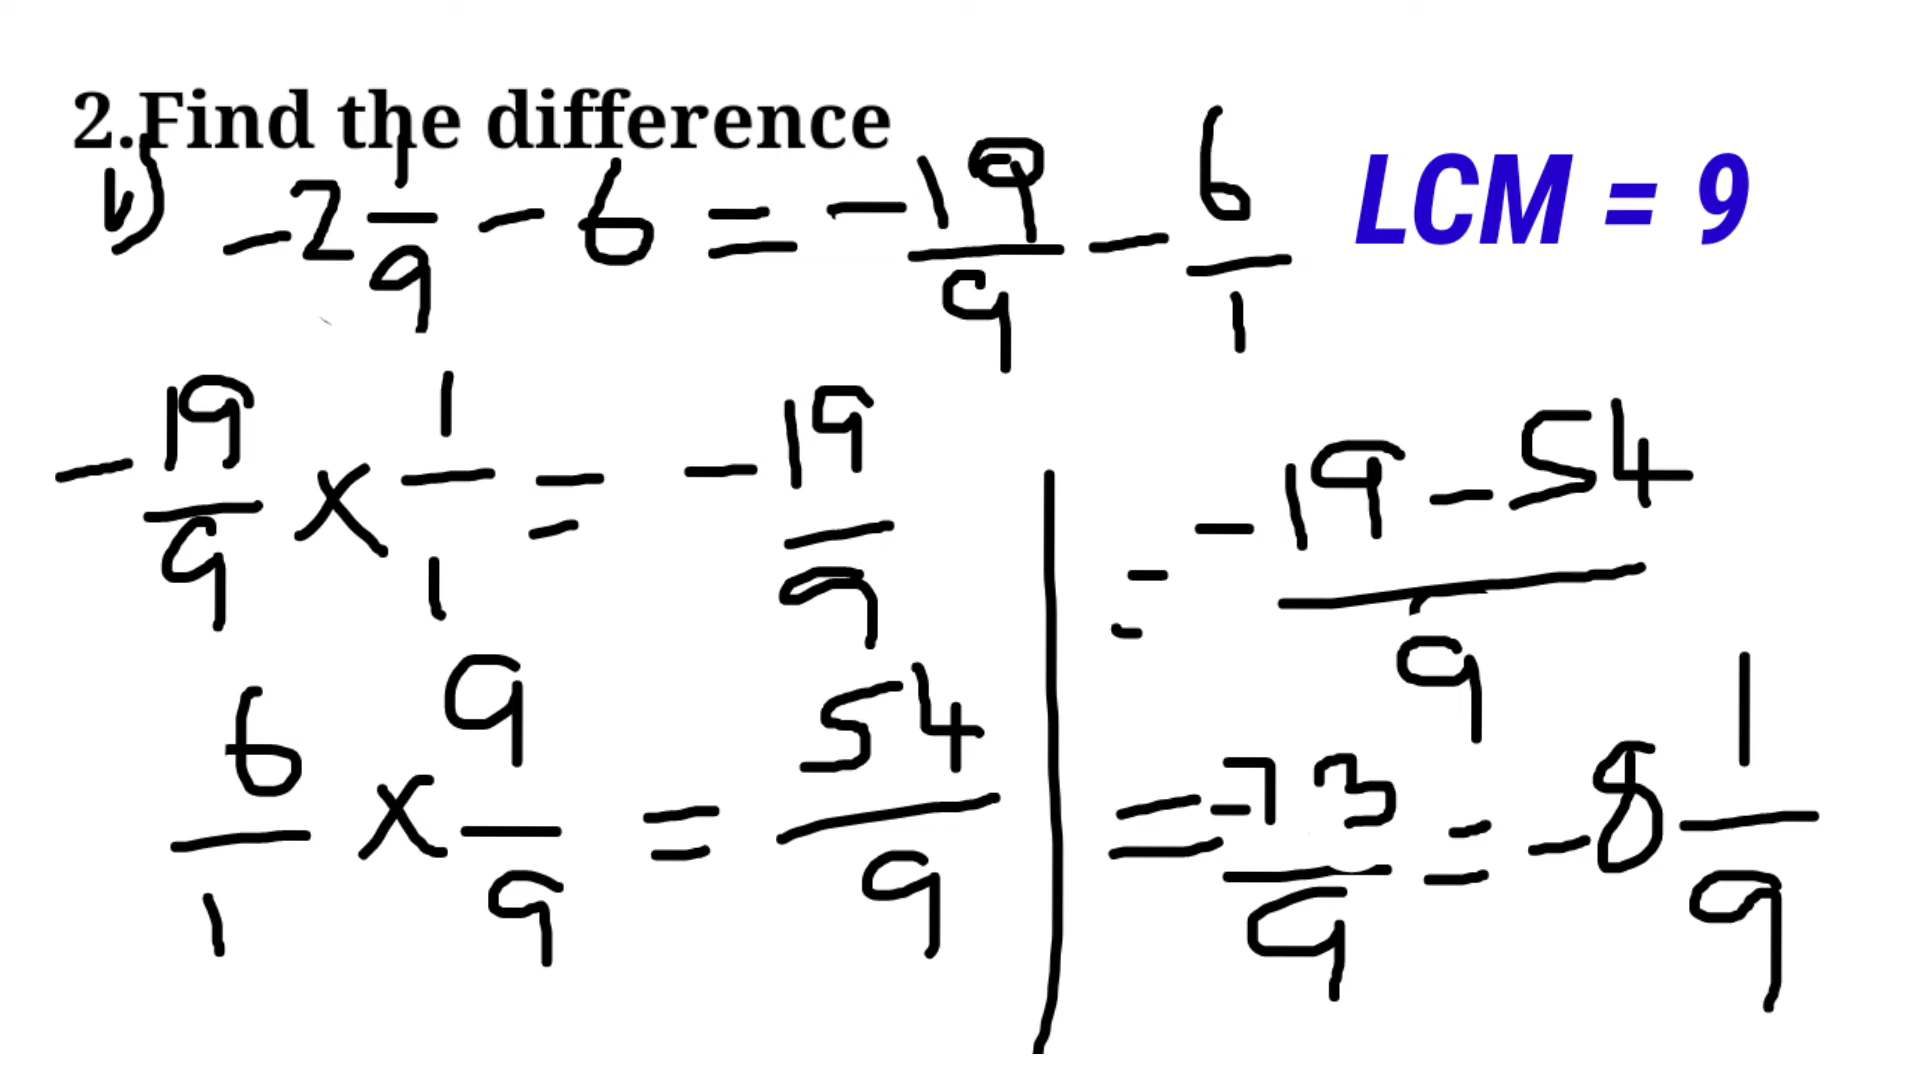 2.Find the difference
b) -2 1/9 - 6 = -19/9 - 6/1 LCM = 9
-19/9 x 1/1 = -19/9
6/1 x 9/9 = 54/9
= -19-54/9
= -73/9 = -8 1/9